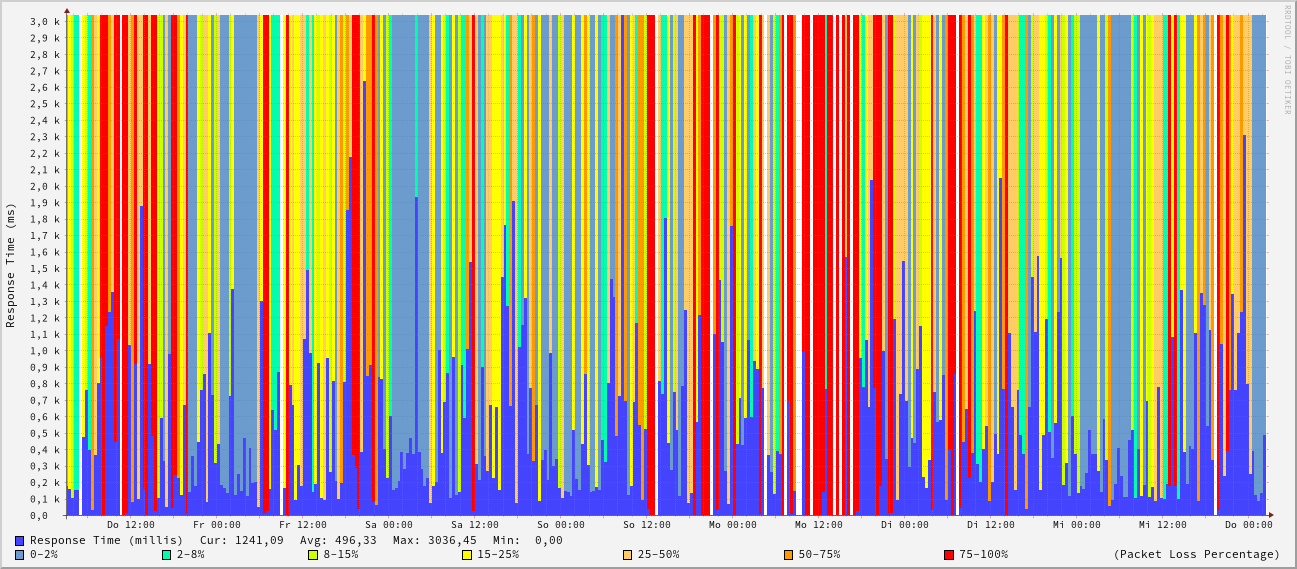 3,0 k
2,9 k
2,8 k
2,7 k
2,6 k
2,5 k
2,4 k
2,3 k
2,2 k
2,1 k
2,0 k
1,9 k
1,8 k
1,7 k
1,6 k
1,5 k
1,4 k
1,3 k
1,2 k
1,1 k
1,0 k
0,9 k
0,8 k
0,7 k
0,6 k
0,5 k
0,4 k
0,3 k
0,2 k
0,1 k
0,0
Response Time (ms)
RRDTOOL / TOBI OETIKER
Do 12:00 Fr 00:00 Fr 12:00 Sa 00:00 Sa 12:00 So 00:00 So 12:00 Mo 00:00 Mo 12:00 Di 00:00 Di 12:00 Mi 00:00 Mi 12:00 Do 00:00
Response Time (millis) Cur: 1241,09 Avg: 496,33 Max: 3036,45 Min: 0,00
0-2% 2-8% 8-15% 15-25% 25-50% 50-75% 75-100% (Packet Loss Percentage)